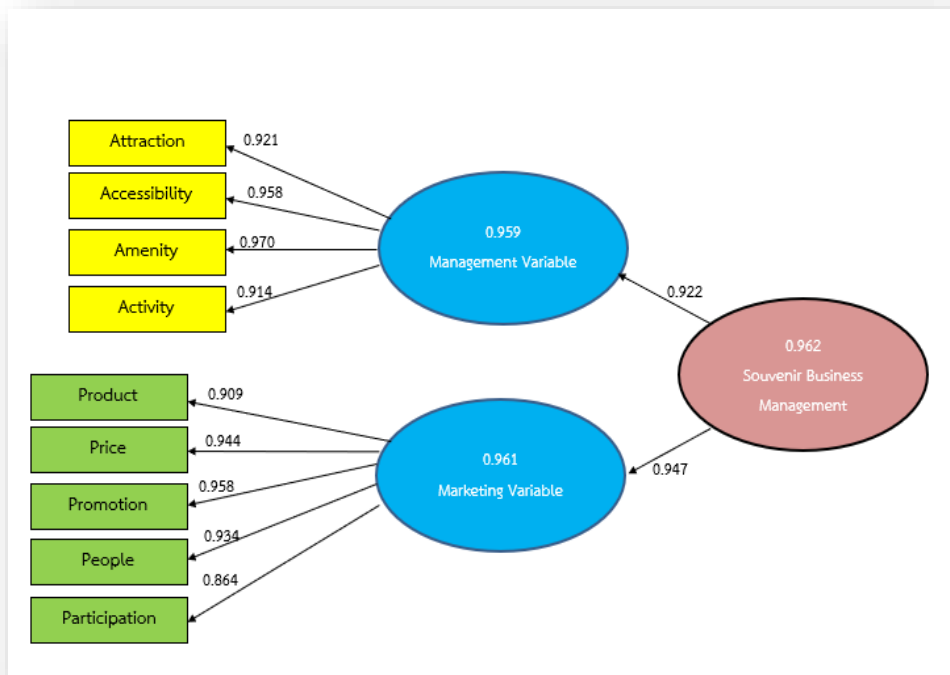 Attraction
0.921
Accessibility
0.958
Amenity
0.970
Activity
0.914
0.959
Management Variable
0.922
0.962
Souvenir Business
Management
0.947
Product
0.909
Price
0.944
Promotion
0.958
People
0.934
Participation
0.864
0.961
Marketing Variable